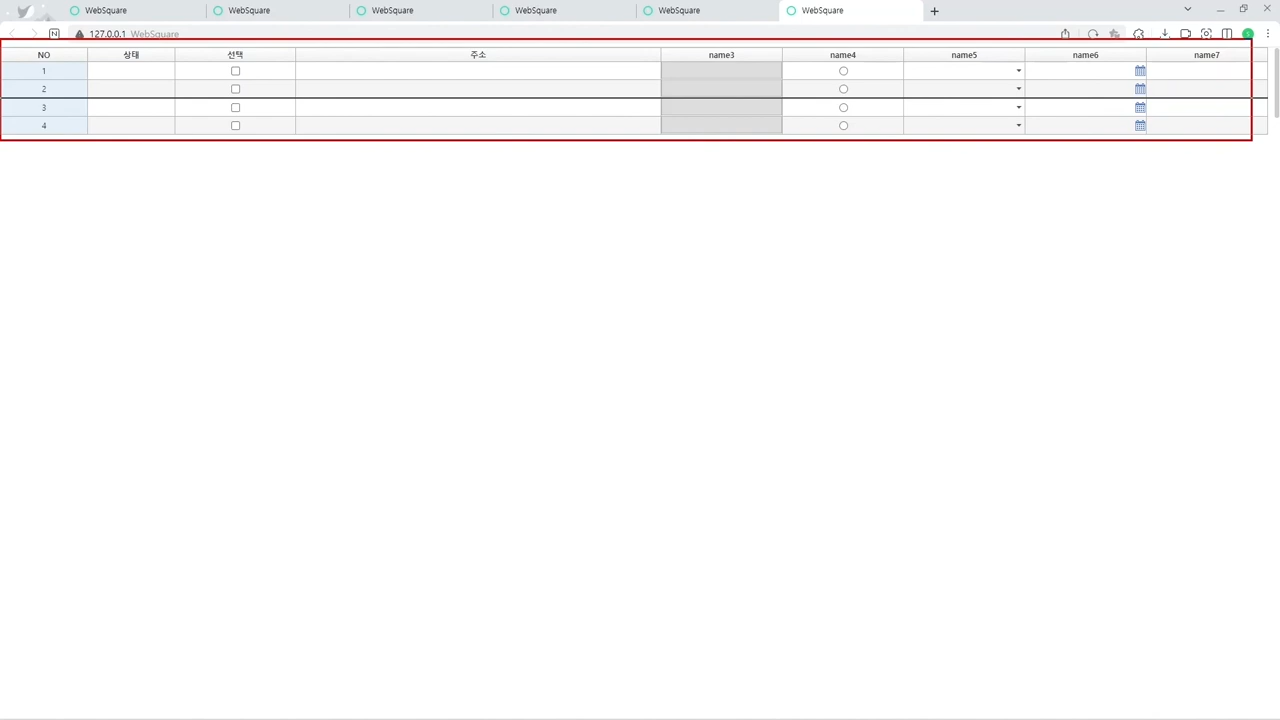 WebSquare WebSquare WebSquare WebSquare WebSquare WebSquare
N 127.0.0.1 WebSquare S
NO 상태 선택 주소 name3 name4 name5 name6 name7
1
2
3
4